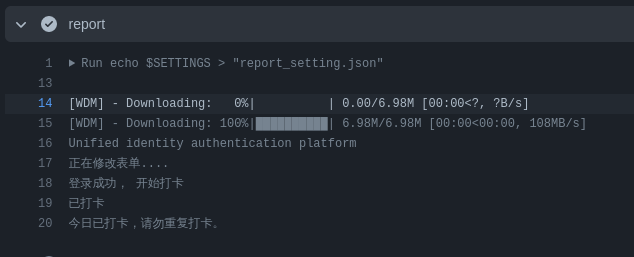 report
1 Run echo $SETTINGS > "report_setting.json"
13
14 [WDM] - Downloading:   0%|          | 0.00/6.98M [00:00<?, ?B/s]
15 [WDM] - Downloading: 100%|██████████| 6.98M/6.98M [00:00<00:00, 108MB/s]
16 Unified identity authentication platform
17 正在修改表单....
18 登录成功， 开始打卡
19 已打卡
20 今日已打卡，请勿重复打卡。